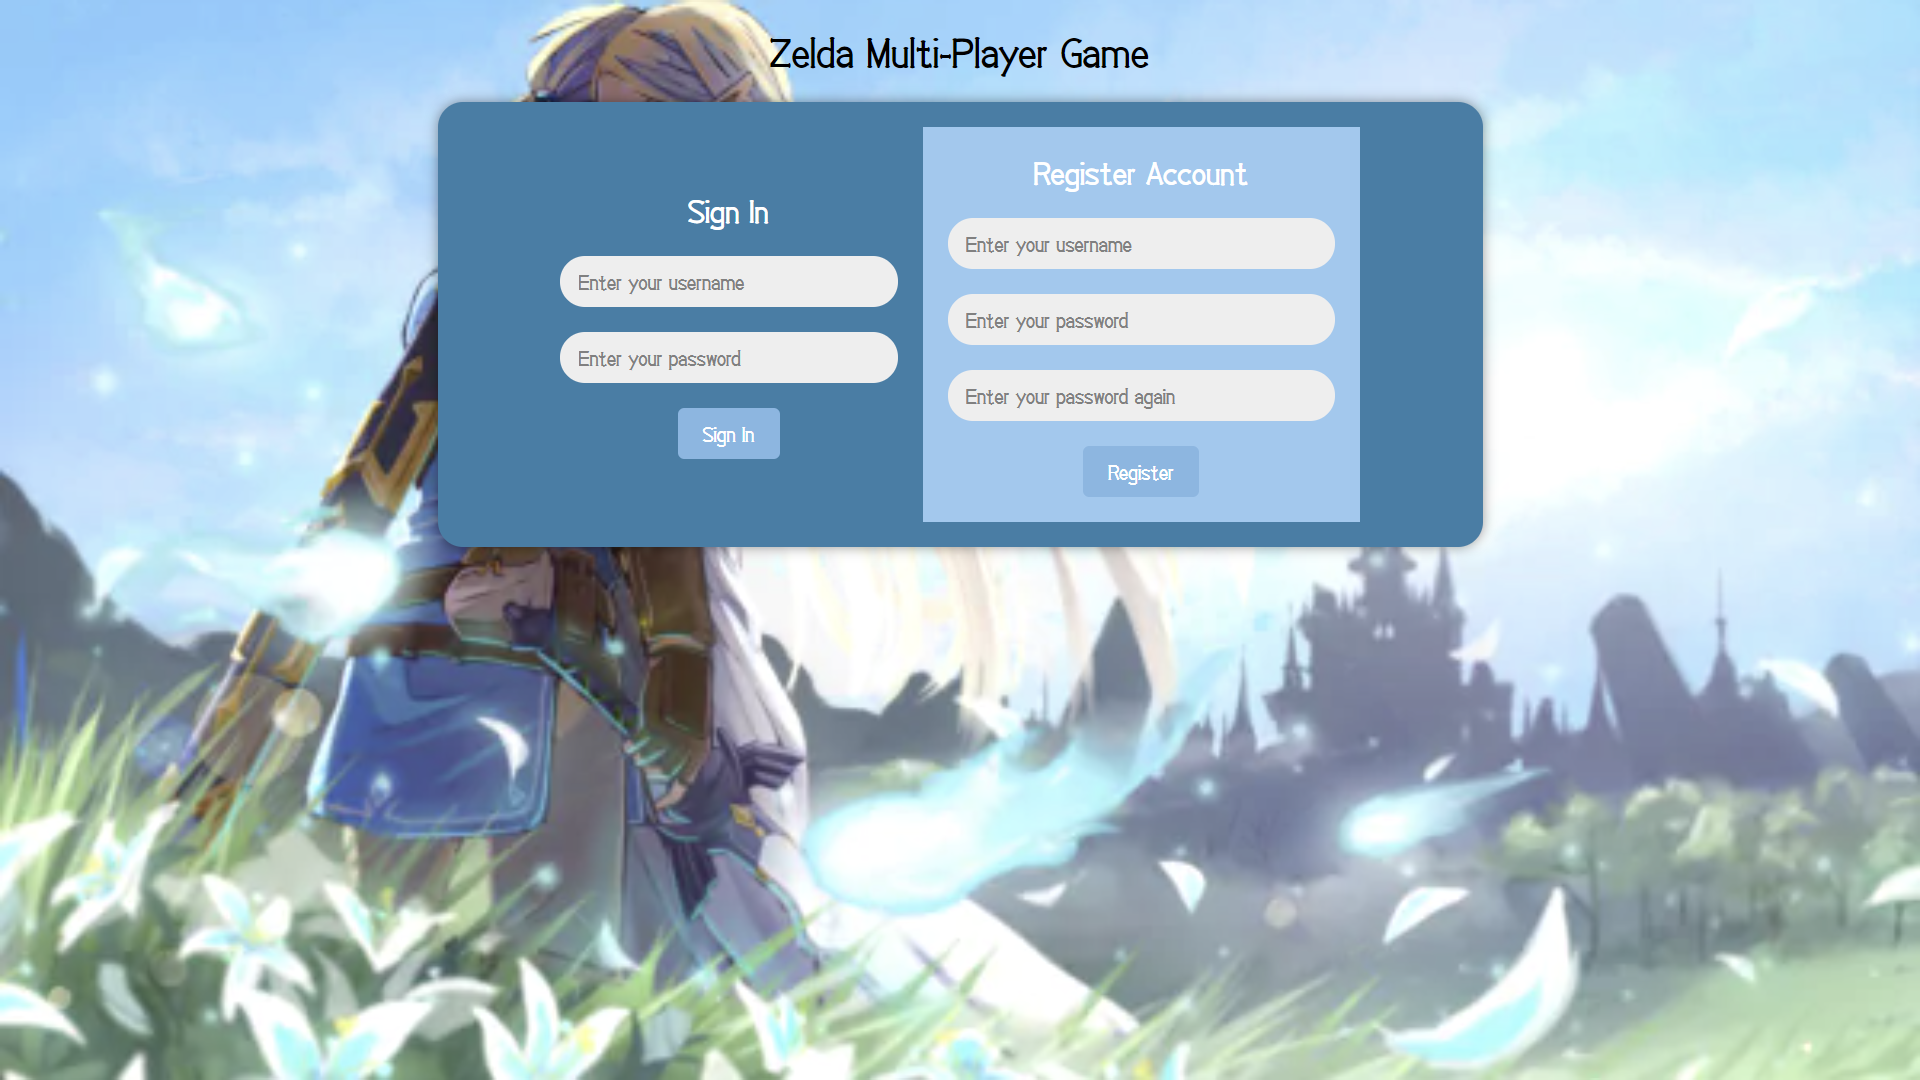 Zelda Multi-Player Game
Sign In
Enter your username
Enter your password
Sign In
Register Account
Enter your username
Enter your password
Enter your password again
Register